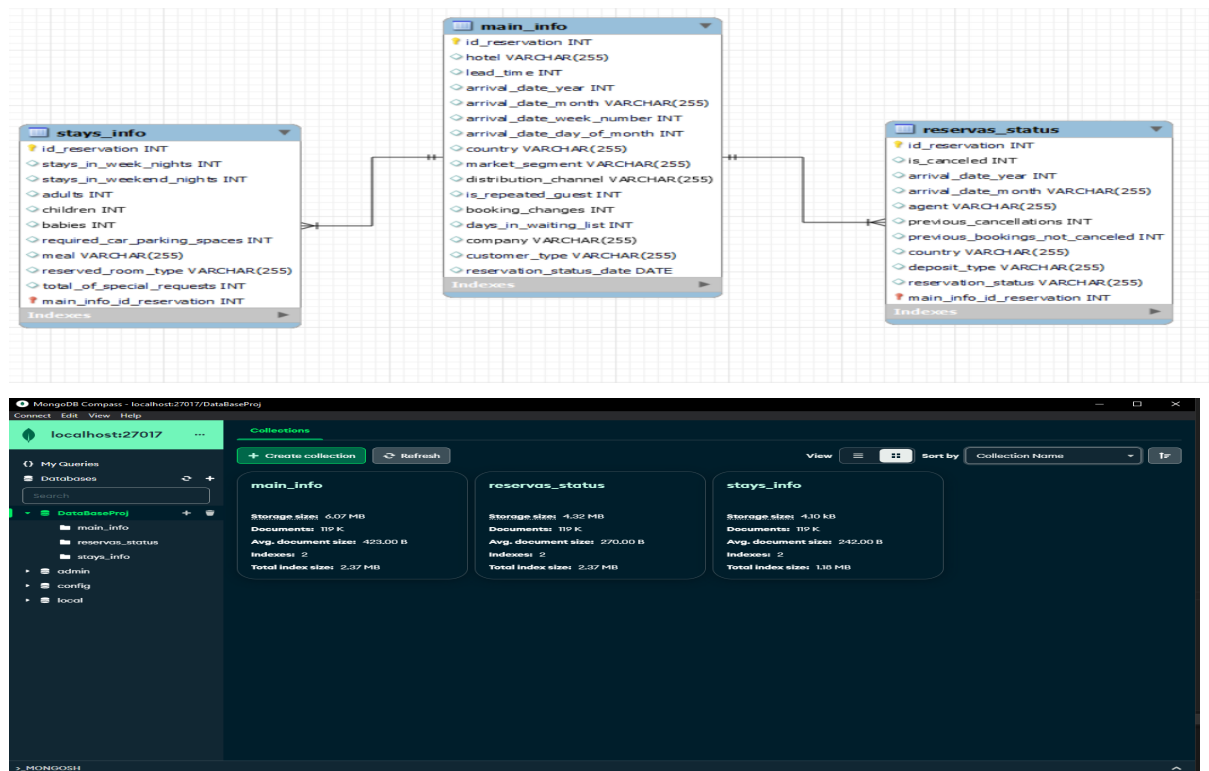 main_info
id_reservation INT
hotel VARCHAR(255)
lead_time INT
arrival_date_year INT
arrival_date_month VARCHAR(255)
arrival_date_week_number INT
arrival_date_day_of_month INT
country VARCHAR(255)
market_segment VARCHAR(255)
distribution_channel VARCHAR(255)
is_repeated_guest INT
booking_changes INT
days_in_waiting_list INT
company VARCHAR(255)
customer_type VARCHAR(255)
reservation_status_date DATE
Indexes
stays_info
id_reservation INT
stays_in_week_nights INT
stays_in_weekend_nights INT
adults INT
children INT
babies INT
required_car_parking_spaces INT
meal VARCHAR(255)
reserved_room_type VARCHAR(255)
total_of_special_requests INT
main_info_id_reservation INT
Indexes
reservas_status
id_reservation INT
is_canceled INT
arrival_date_year INT
arrival_date_month VARCHAR(255)
agent VARCHAR(255)
previous_cancellations INT
previous_bookings_not_canceled INT
country VARCHAR(255)
deposit_type VARCHAR(255)
reservation_status VARCHAR(255)
main_info_id_reservation INT
Indexes
MongoDB Compass - localhost:27017/DataBaseProj
Connect Edit View Help
localhost:27017 ...
{} My Queries
Databases
Search
DataBaseProj
main_info
reservas_status
stays_info
admin
config
local
Collections
+ Create collection Refresh View Sort by Collection Name
main_info
Storage size: 6.07 MB
Documents: 119 K
Avg. document size: 423.00 B
Indexes: 2
Total index size: 2.37 MB
reservas_status
Storage size: 4.32 MB
Documents: 119 K
Avg. document size: 270.00 B
Indexes: 2
Total index size: 2.37 MB
stays_info
Storage size: 4.10 kB
Documents: 119 K
Avg. document size: 242.00 B
Indexes: 2
Total index size: 1.18 MB
>_MONGOSH